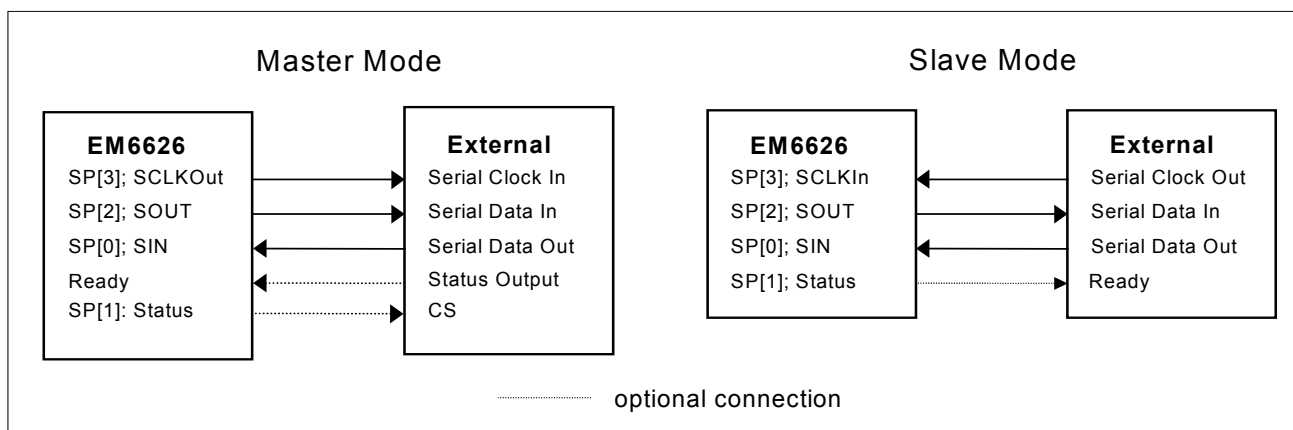 Master Mode
EM6626
SP[3]; SCLKOut
SP[2]; SOUT
SP[0]; SIN
Ready
SP[1]: Status
External
Serial Clock In
Serial Data In
Serial Data Out
Status Output
CS
Slave Mode
EM6626
SP[3]; SCLKIn
SP[2]; SOUT
SP[0]; SIN
SP[1]; Status
External
Serial Clock Out
Serial Data In
Serial Data Out
Ready
optional connection